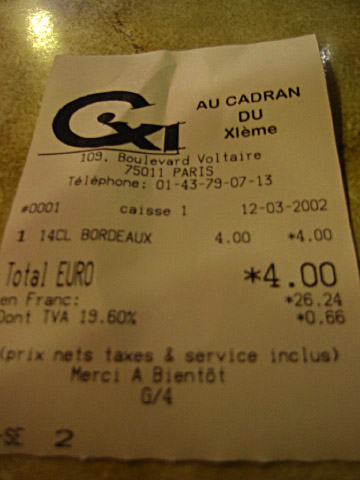 CXI
AU CADRAN
DU
XIème
109, Boulevard Voltaire
75011 PARIS
Téléphone: 01-43-79-07-13
#0001 caisse 1 12-03-2002
1 14CL BORDEAUX 4.00 *4.00
Total EURO *4.00
en Franc: *26.24
Dont TVA 19.60% *0.66
(prix nets taxes & service inclus)
Merci A Bientôt
G/4
-SE 2